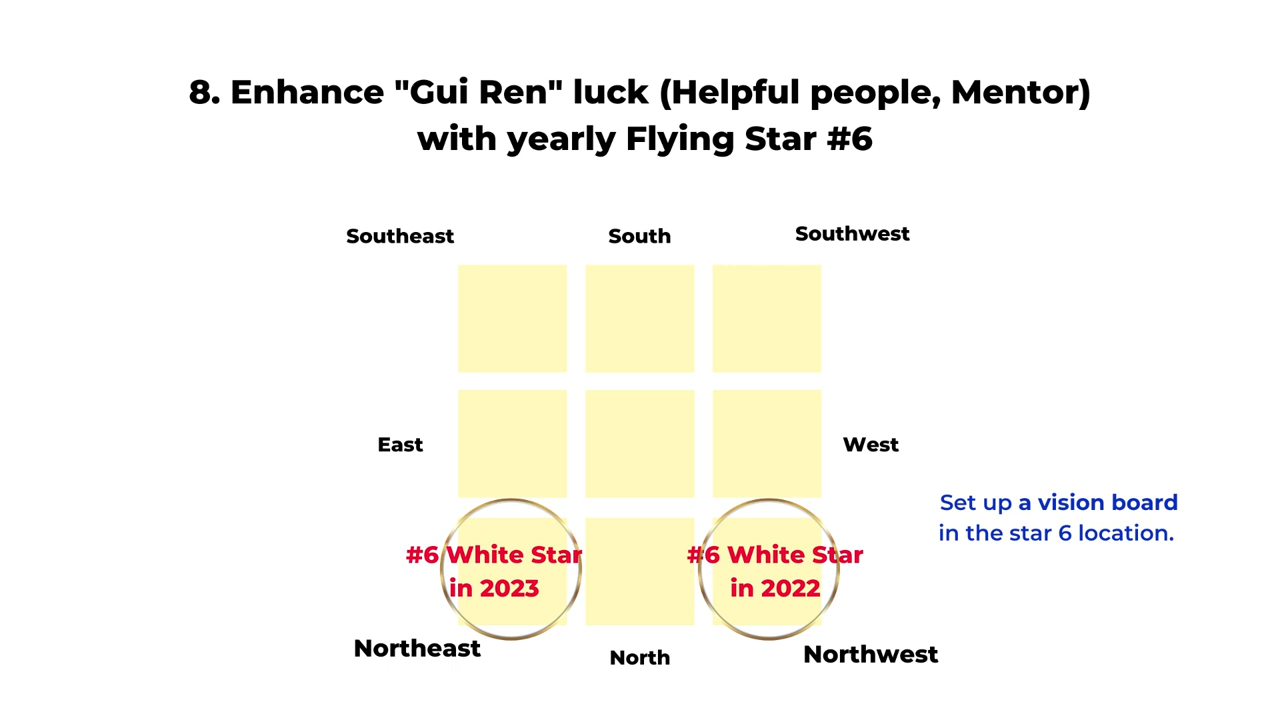 8. Enhance "Gui Ren" luck (Helpful people, Mentor)
with yearly Flying Star #6
Southeast
South
Southwest
East
West
Set up a vision board
in the star 6 location.
#6 White Star
in 2023
#6 White Star
in 2022
Northeast
North
Northwest